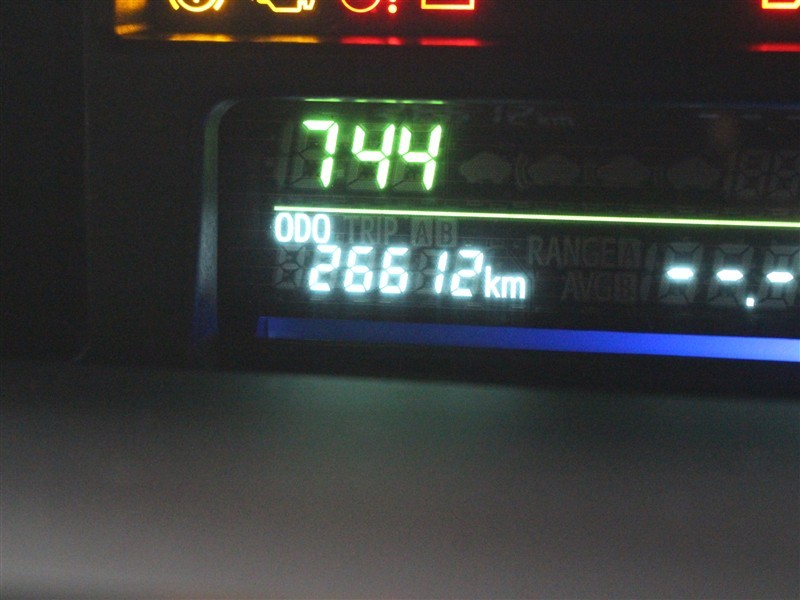 744
ODO TRIP A B
26612km
RANGE A
AVG B --.-